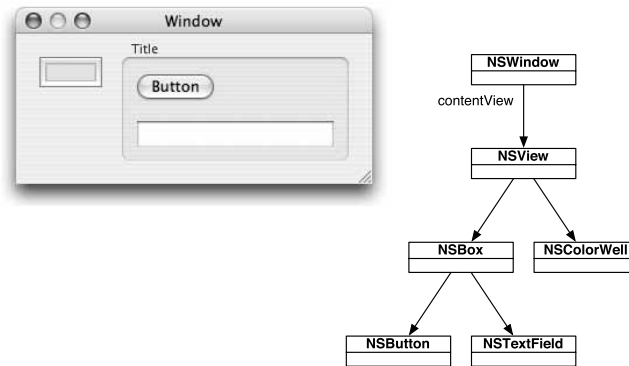 Window
Title
Button
NSWindow
contentView
NSView
NSBox
NSColorWell
NSButton
NSTextField